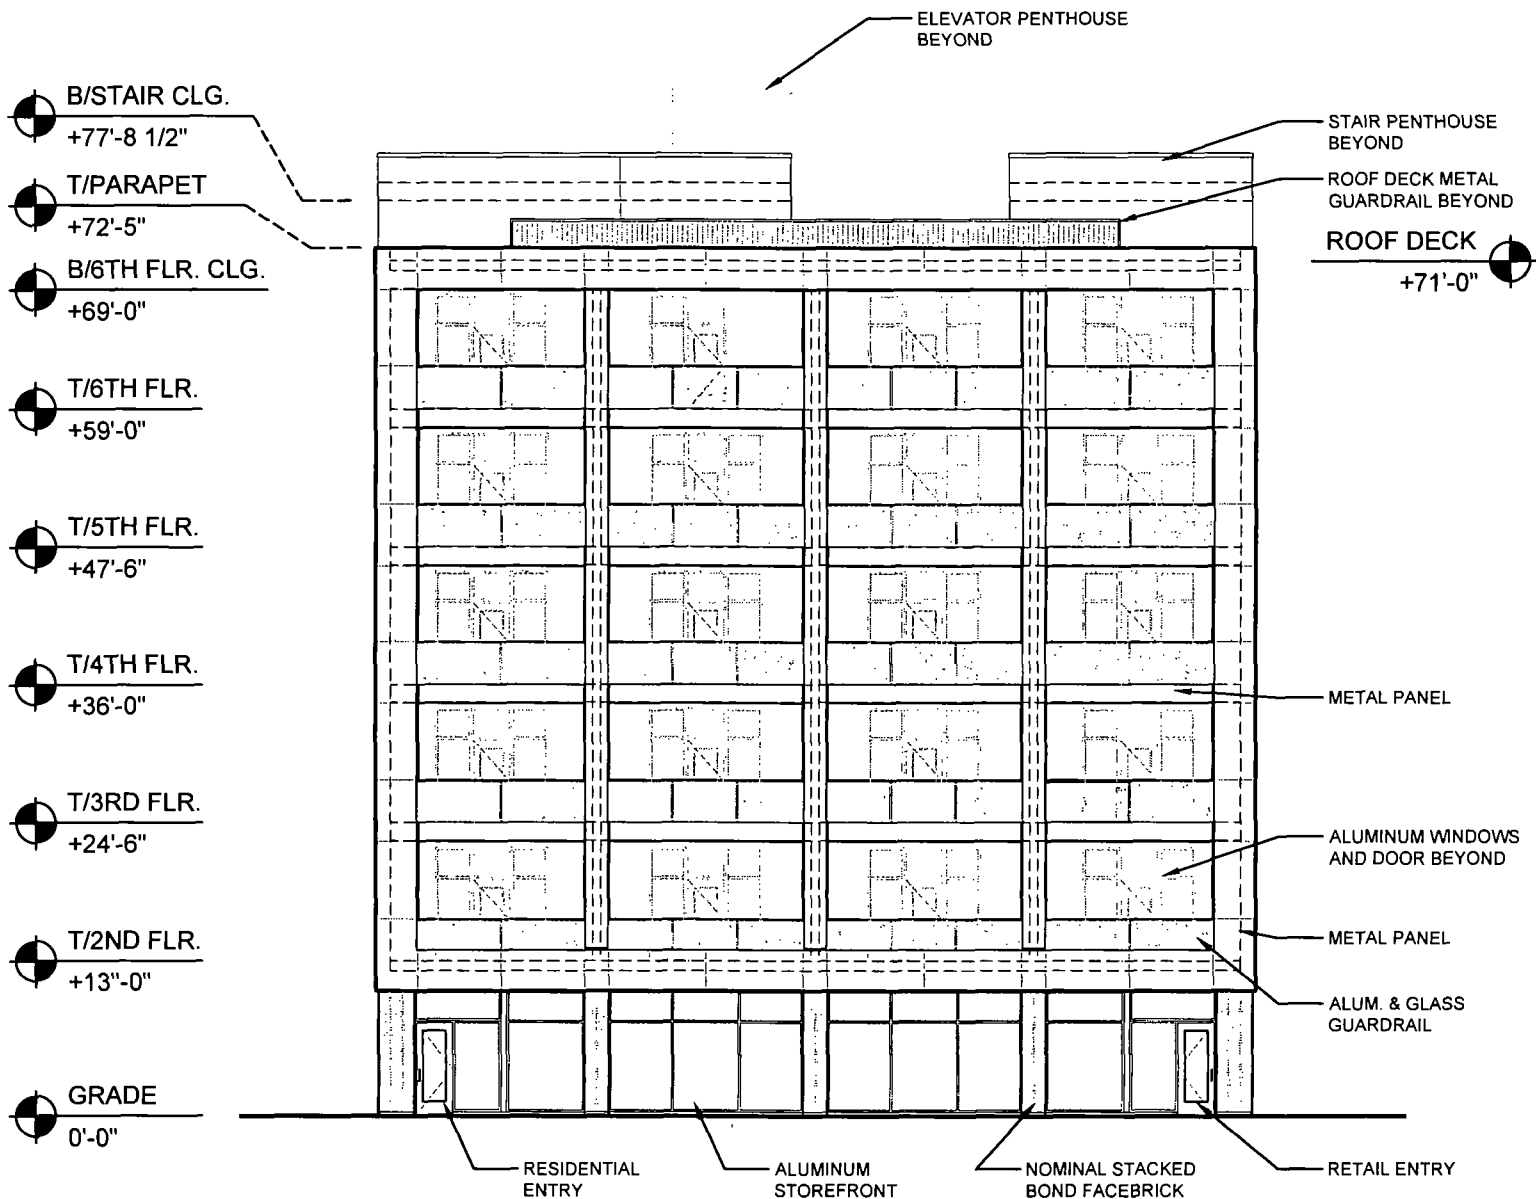 ELEVATOR PENTHOUSE
BEYOND
B/STAIR CLG.
+77'-8 1/2"
T/PARAPET
+72'-5"
B/6TH FLR. CLG.
+69'-0"
T/6TH FLR.
+59'-0"
T/5TH FLR.
+47'-6"
T/4TH FLR.
+36'-0"
T/3RD FLR.
+24'-6"
T/2ND FLR.
+13"-0"
GRADE
0'-0"
STAIR PENTHOUSE
BEYOND
ROOF DECK METAL
GUARDRAIL BEYOND
ROOF DECK
+71'-0"
METAL PANEL
ALUMINUM WINDOWS
AND DOOR BEYOND
METAL PANEL
ALUM. & GLASS
GUARDRAIL
RESIDENTIAL
ENTRY
ALUMINUM
STOREFRONT
NOMINAL STACKED
BOND FACEBRICK
RETAIL ENTRY